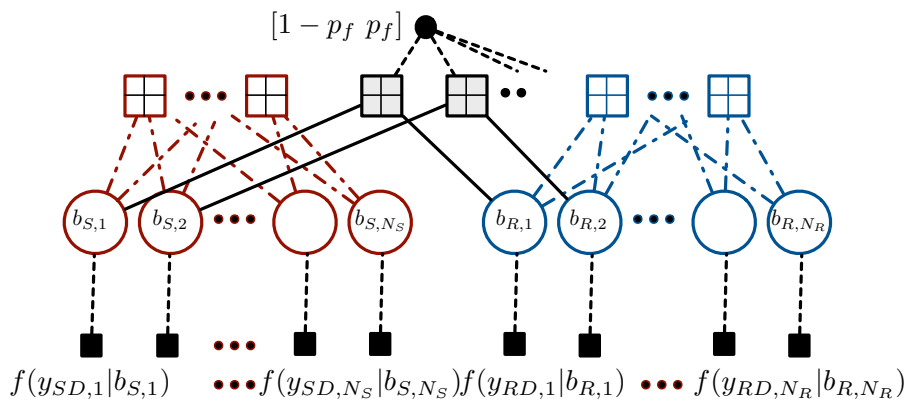 [1 − p_f p_f]
b_{S,1} b_{S,2} b_{S,N_S} b_{R,1} b_{R,2} b_{R,N_R}
f(y_{SD,1}|b_{S,1}) f(y_{SD,N_S}|b_{S,N_S}) f(y_{RD,1}|b_{R,1}) f(y_{RD,N_R}|b_{R,N_R})